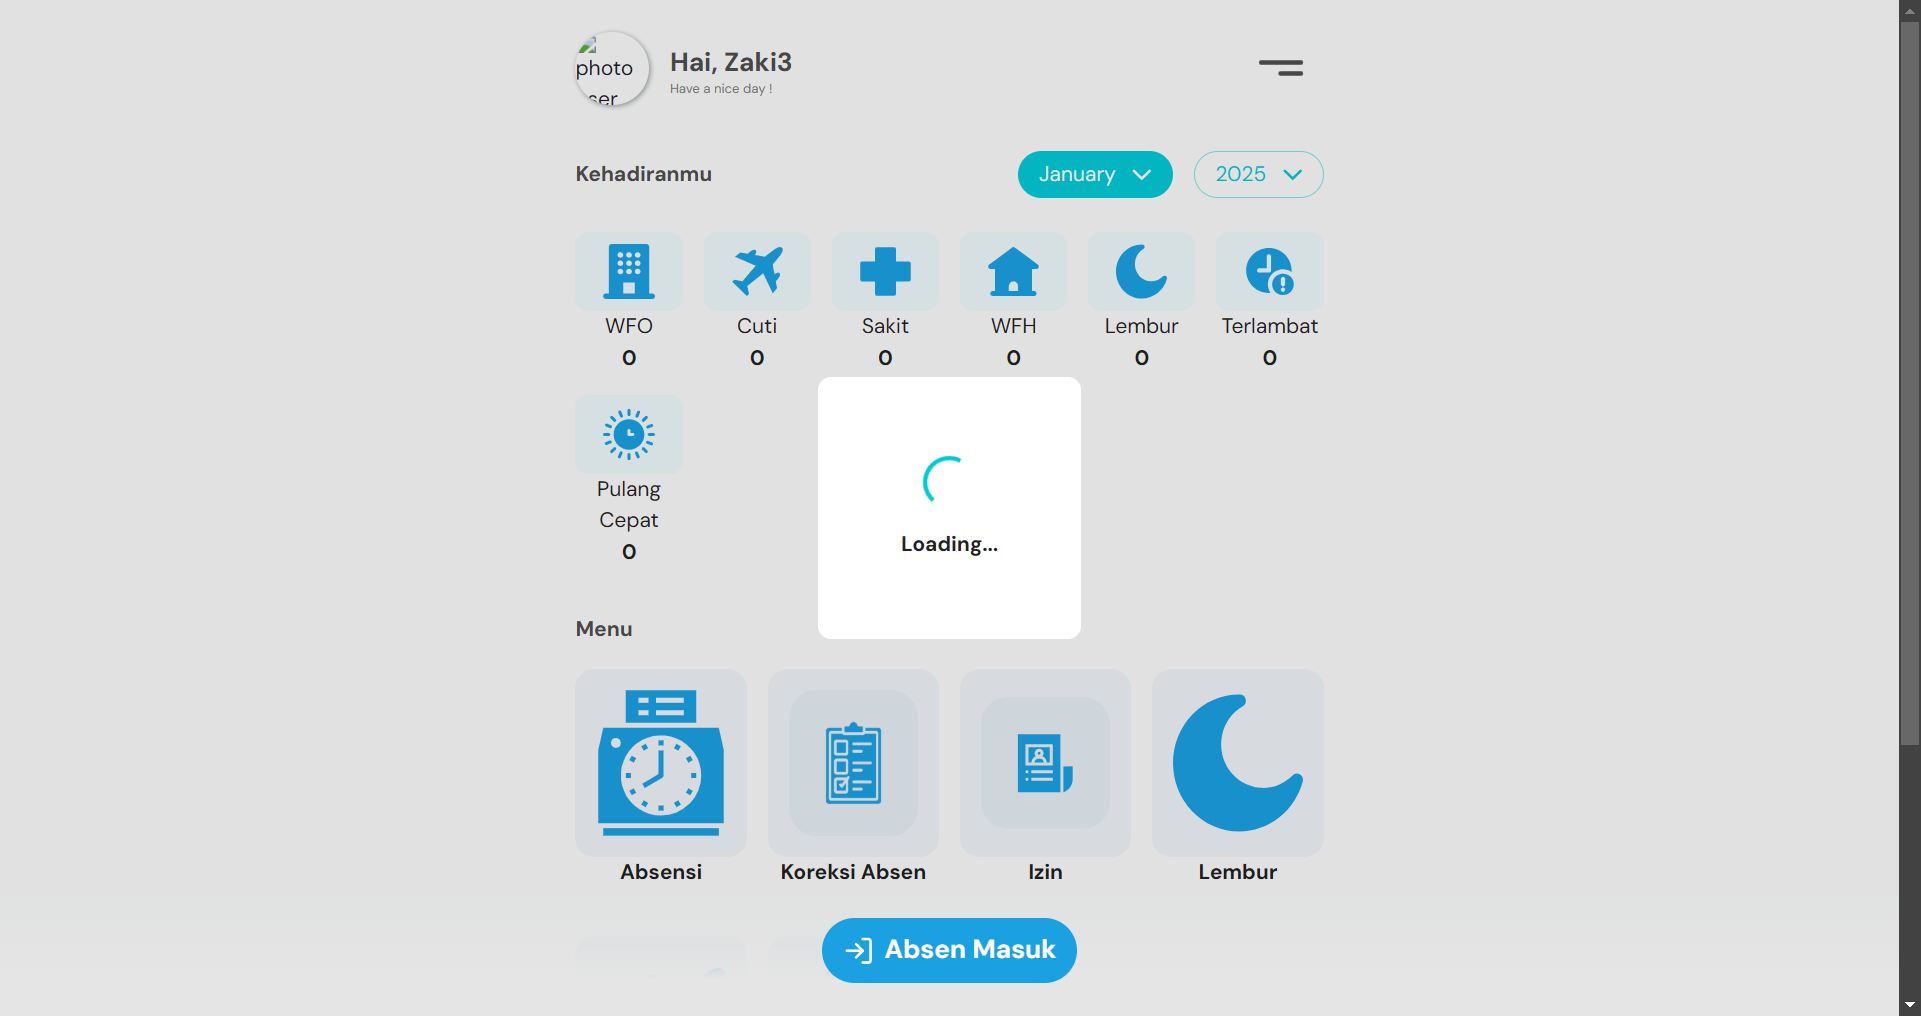 photo
Hai, Zaki3
Have a nice day !
Kehadiranmu
January
2025
WFO
Cuti
Sakit
WFH
Lembur
Terlambat
0
0
0
0
0
0
Pulang
Cepat
0
Loading...
Menu
Absensi
Koreksi Absen
Izin
Lembur
Absen Masuk